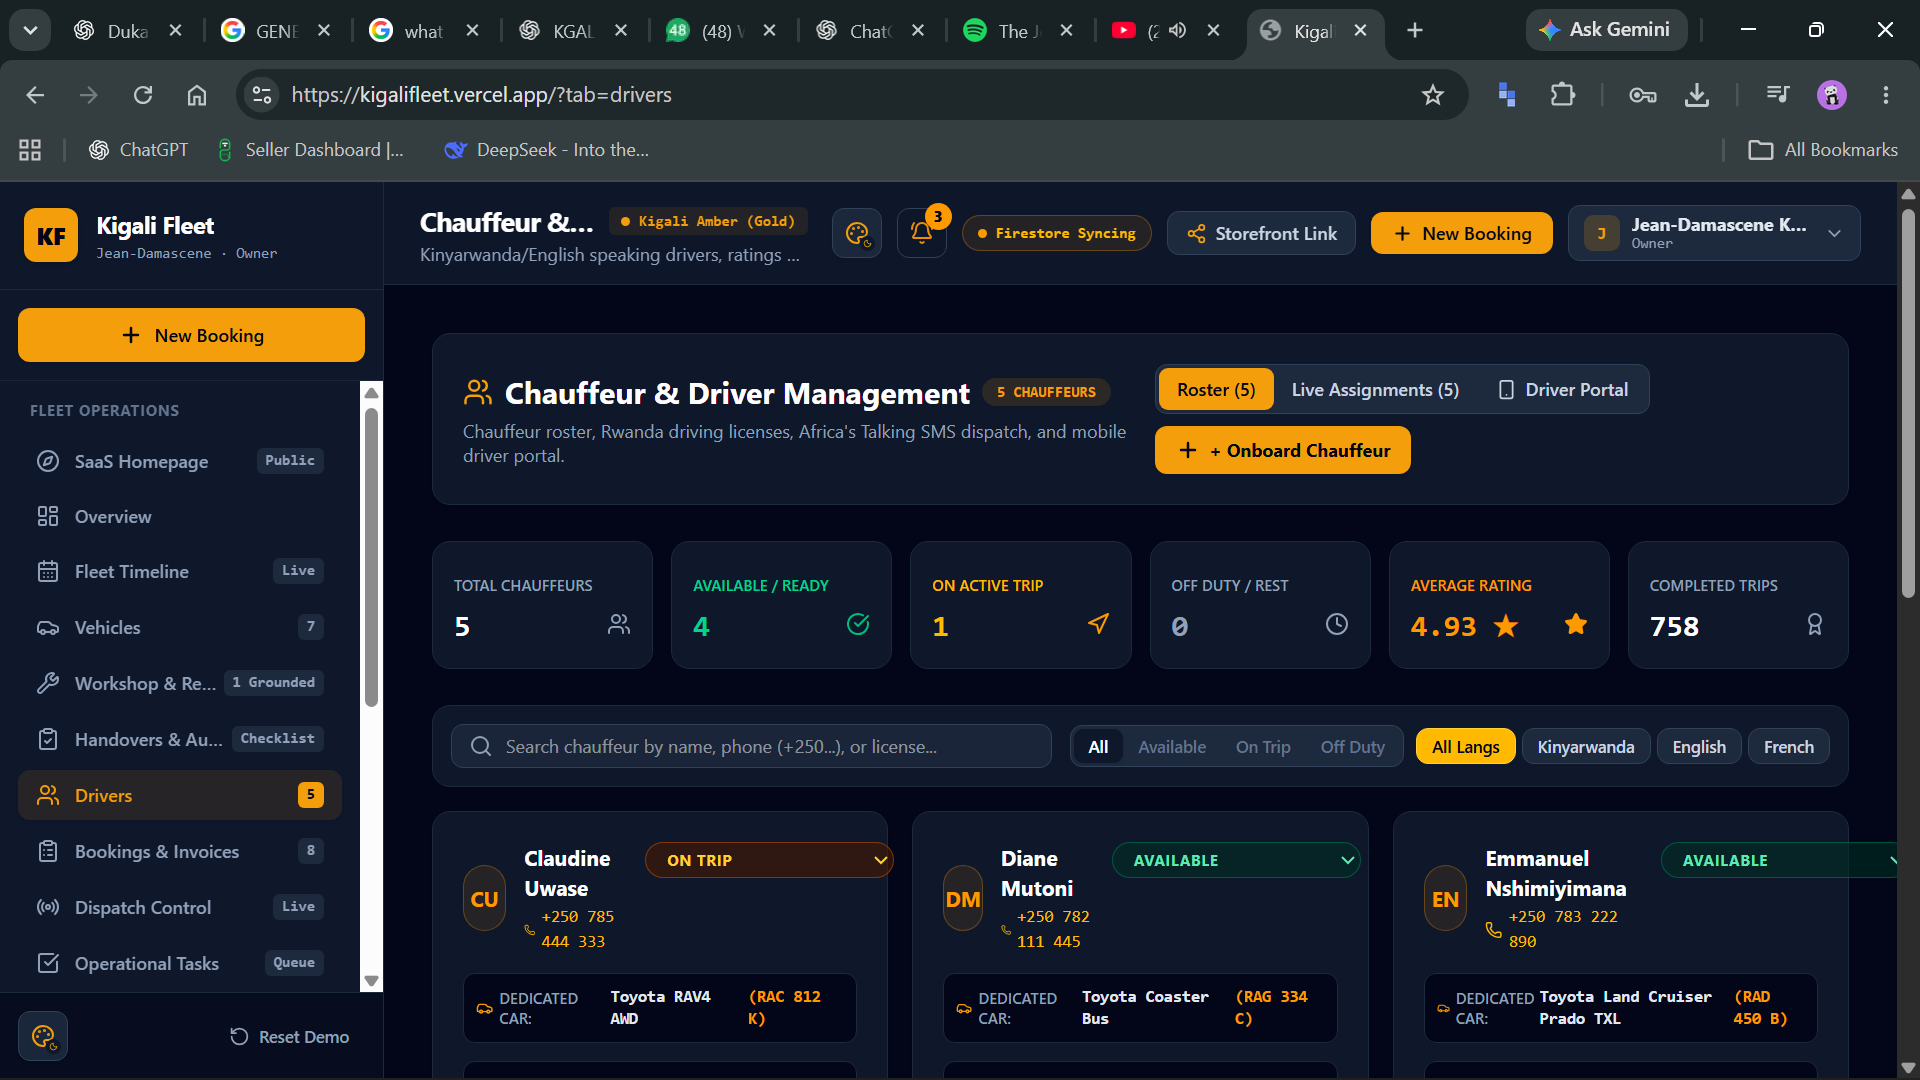 Duka
GENE
what
KGAL
48
(48) W
ChatG
The Jo
(2
Kigali
Ask Gemini
https://kigalifleet.vercel.app/?tab=drivers
ChatGPT
Seller Dashboard |...
DeepSeek - Into the...
All Bookmarks
KF
Kigali Fleet
Jean-Damascene · Owner
Chauffeur &...
Kigali Amber (Gold)
Kinyarwanda/English speaking drivers, ratings ...
3
Firestore Syncing
Storefront Link
+ New Booking
J
Jean-Damascene K...
Owner
+ New Booking
FLEET OPERATIONS
SaaS Homepage Public
Overview
Fleet Timeline Live
Vehicles 7
Workshop & Re... 1 Grounded
Handovers & Au... Checklist
Drivers 5
Bookings & Invoices 8
Dispatch Control Live
Operational Tasks Queue
Reset Demo
Chauffeur & Driver Management 5 CHAUFFEURS
Chauffeur roster, Rwanda driving licenses, Africa's Talking SMS dispatch, and mobile
driver portal.
Roster (5) Live Assignments (5) Driver Portal
+ + Onboard Chauffeur
TOTAL CHAUFFEURS
5
AVAILABLE / READY
4
ON ACTIVE TRIP
1
OFF DUTY / REST
0
AVERAGE RATING
4.93 ★
COMPLETED TRIPS
758
Search chauffeur by name, phone (+250...), or license...
All Available On Trip Off Duty
All Langs Kinyarwanda English French
CU
Claudine
Uwase
+250 785
444 333
ON TRIP
DEDICATED
CAR:
Toyota RAV4
AWD
(RAC 812
K)
DM
Diane
Mutoni
+250 782
111 445
AVAILABLE
DEDICATED
CAR:
Toyota Coaster
Bus
(RAG 334
C)
EN
Emmanuel
Nshimiyimana
+250 783 222
890
AVAILABLE
DEDICATED
CAR:
Toyota Land Cruiser
Prado TXL
(RAD
450 B)